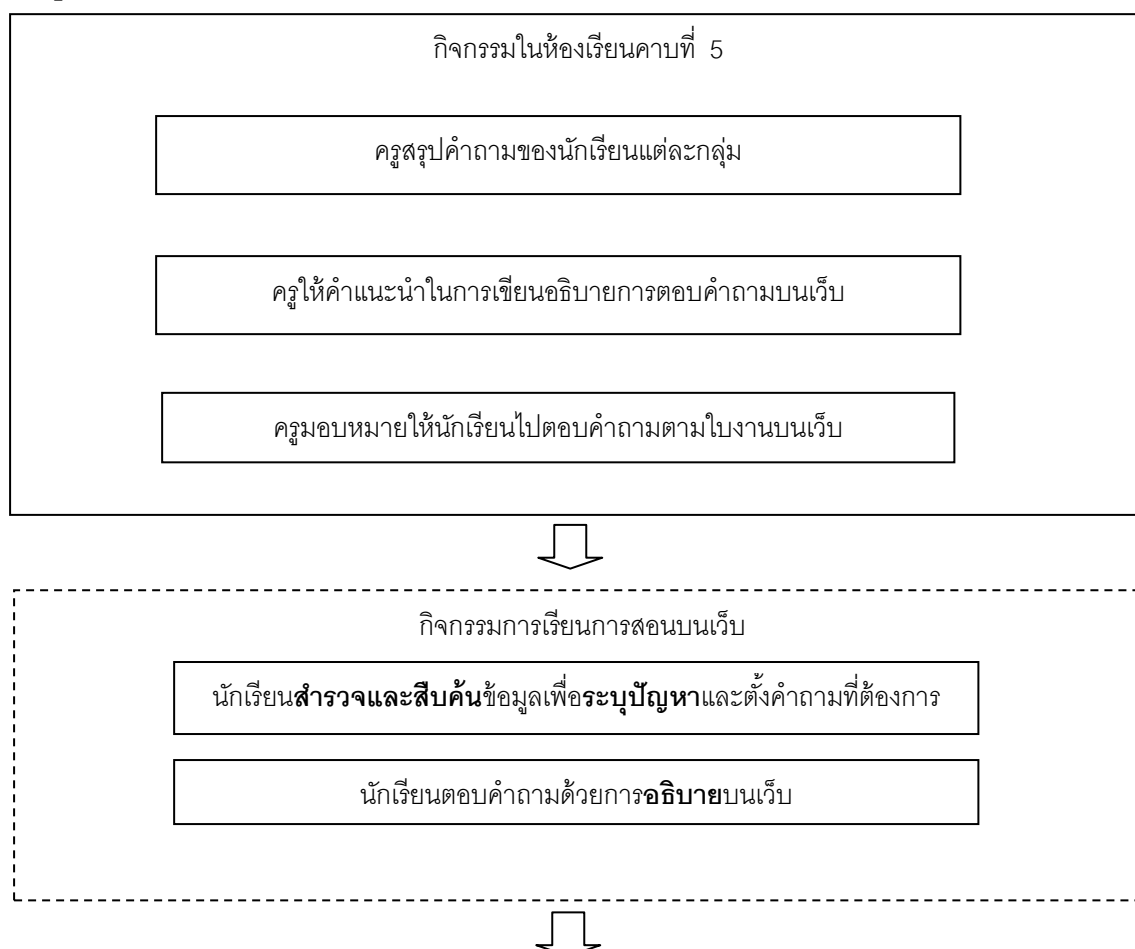 กิจกรรมในห้องเรียนคาบที่ 5
ครูสรุปคำถามของนักเรียนแต่ละกลุ่ม
ครูให้คำแนะนำในการเขียนอธิบายการตอบคำถามบนเว็บ
ครูมอบหมายให้นักเรียนไปตอบคำถามตามใบงานบนเว็บ
กิจกรรมการเรียนการสอนบนเว็บ
นักเรียนสำรวจและสืบค้นข้อมูลเพื่อระบุปัญหาและตั้งคำถามที่ต้องการ
นักเรียนตอบคำถามด้วยการอธิบายบนเว็บ